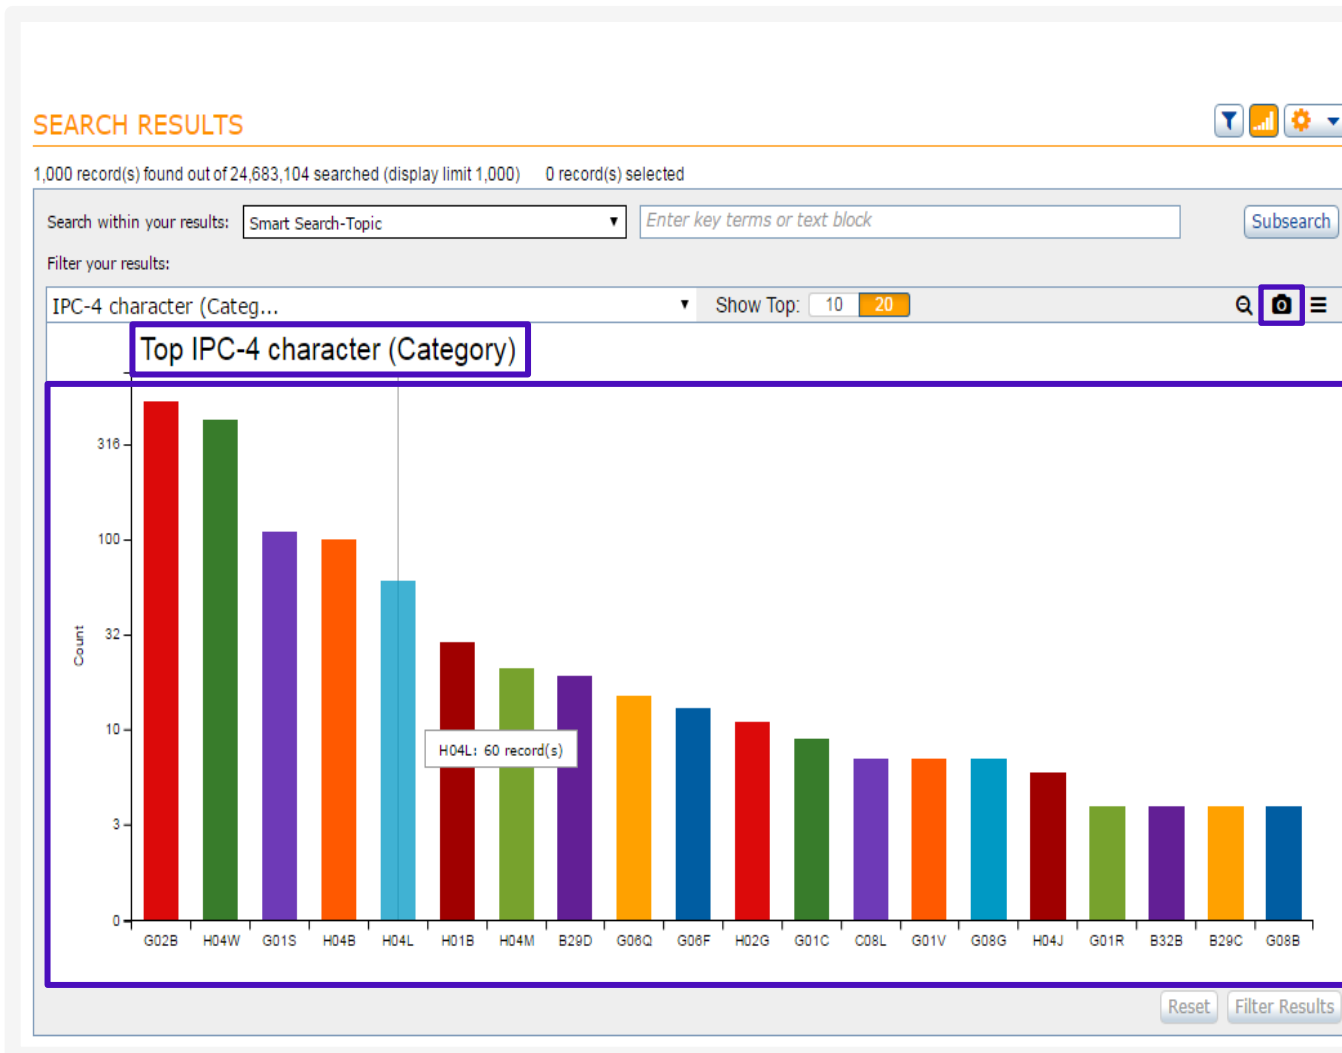 SEARCH RESULTS
1,000 record(s) found out of 24,683,104 searched (display limit 1,000) 0 record(s) selected
Search within your results: Smart Search-Topic Enter key terms or text block Subsearch
Filter your results:
IPC-4 character (Categ... Show Top: 10 20
Top IPC-4 character (Category)
316
100
32
10
3
0
Count
H04L: 60 record(s)
G02B H04W G01S H04B H04L H01B H04M B29D G06Q G06F H02G G01C C08L G01V G08G H04J G01R B32B B29C G08B
Reset Filter Results